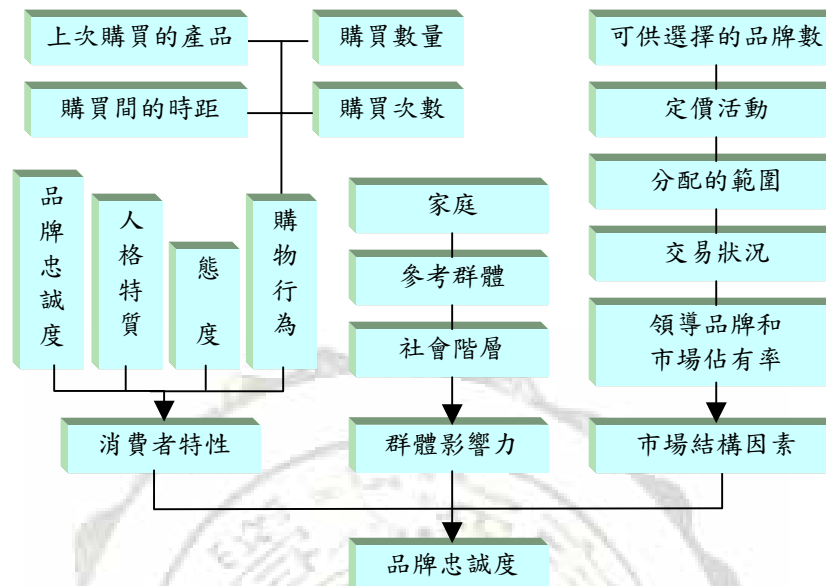 上次購買的產品
購買數量
可供選擇的品牌數
購買間的時距
購買次數
定價活動
分配的範圍
品牌忠誠度
人格特質
態度
購物行為
家庭
參考群體
社會階層
交易狀況
領導品牌和
市場佔有率
消費者特性
群體影響力
市場結構因素
品牌忠誠度